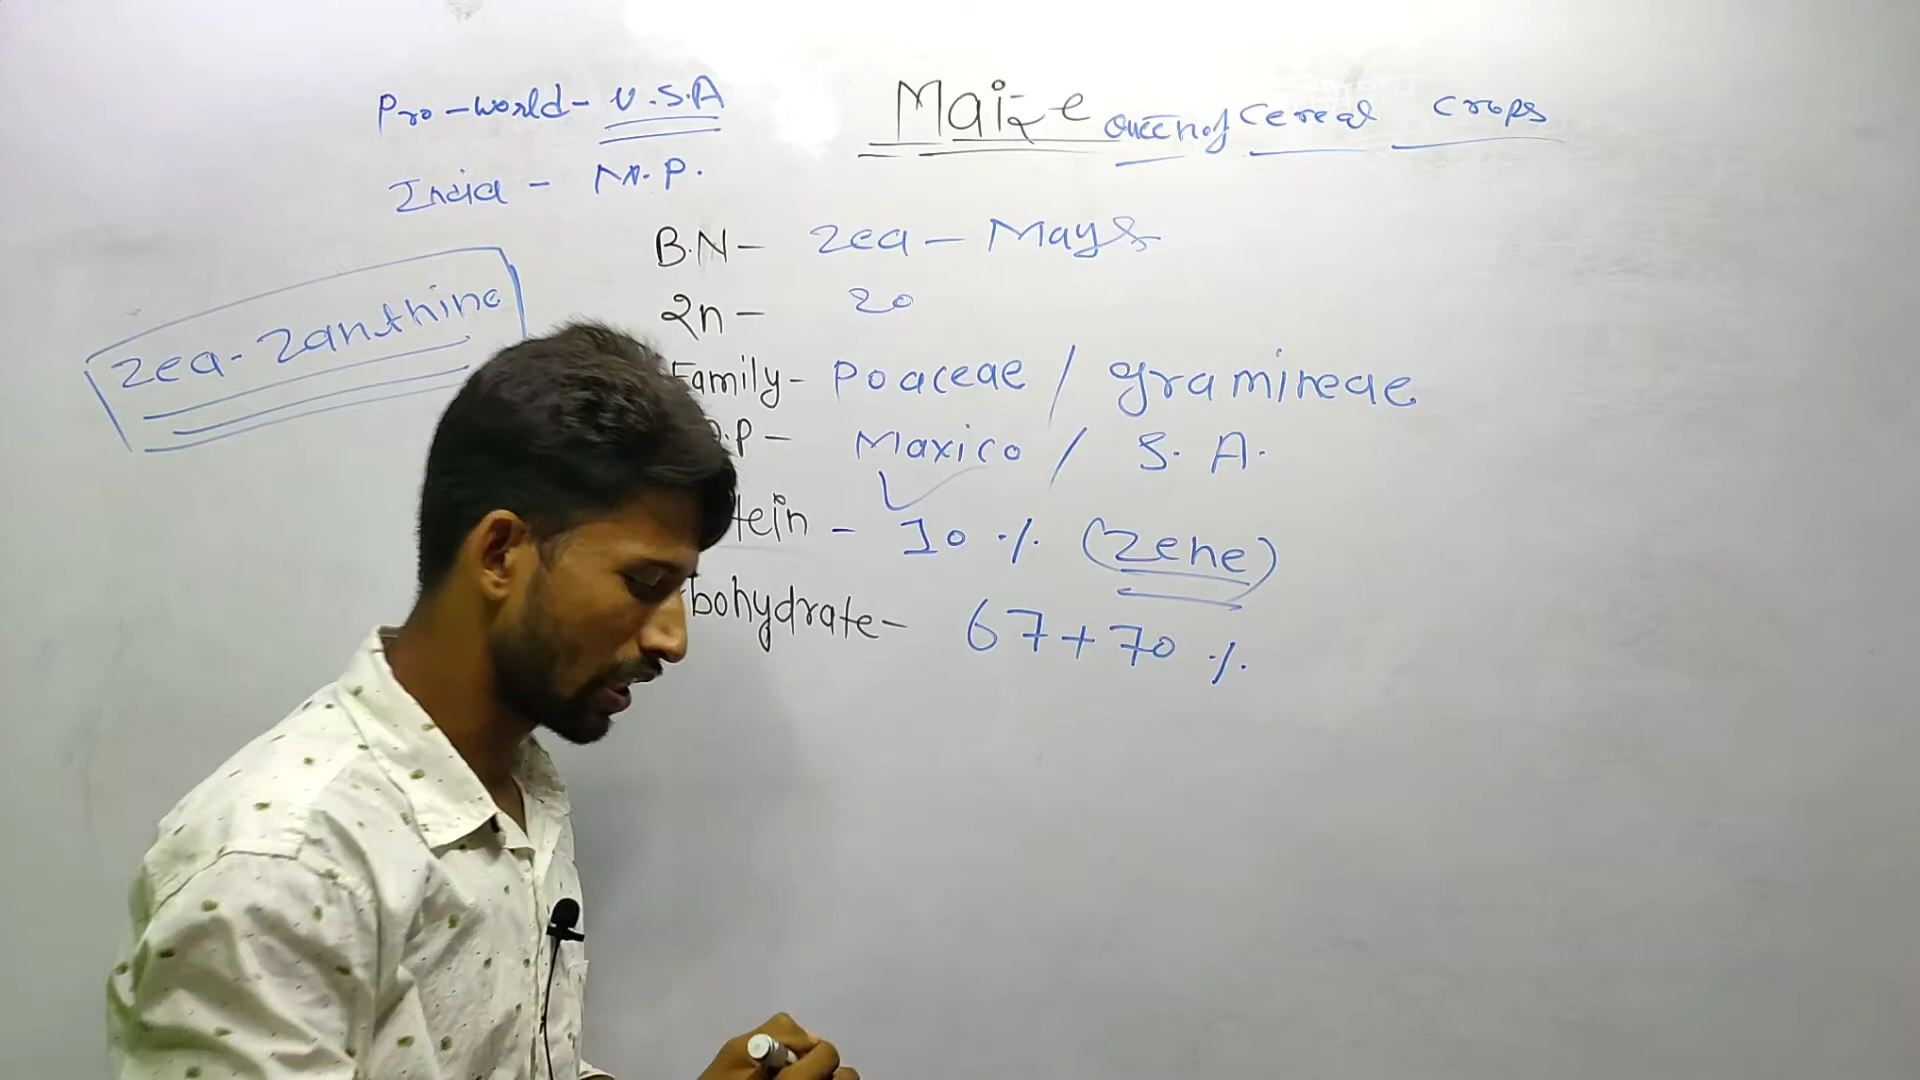 Pro-world- U.S.A
India - M.P.
Maize Queen of Cereal Crops
B.N- Zea - Mays
2n- 20
Zea-Zanthine
Family- Poaceae / gramineae
.P- Maxico / S.A.
tein - 10 % (Zene)
bohydrate- 67+70 %